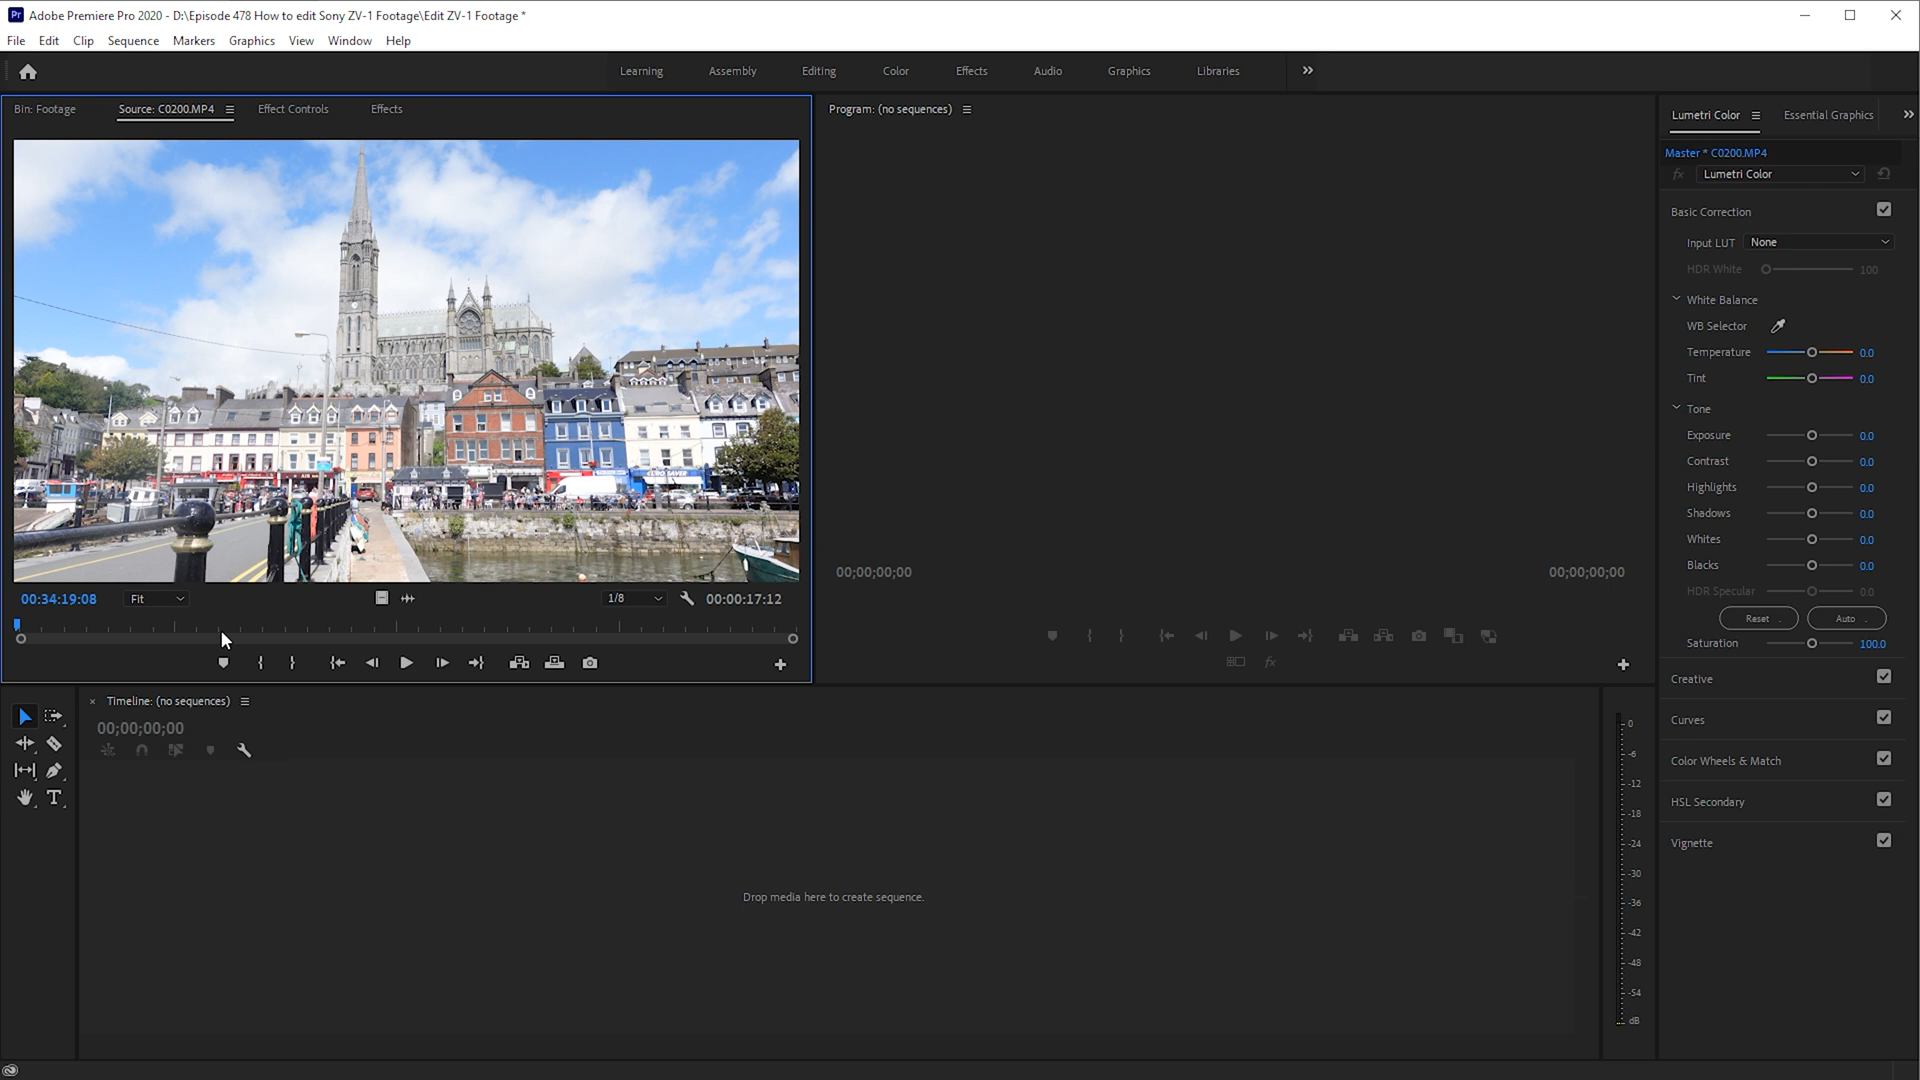 Pr Adobe Premiere Pro 2020 - D:\Episode 478 How to edit Sony ZV-1 Footage\Edit ZV-1 Footage *
File Edit Clip Sequence Markers Graphics View Window Help
Learning Assembly Editing Color Effects Audio Graphics Libraries
Bin: Footage Source: C0200.MP4 Effect Controls Effects
00:34:19:08 Fit 1/8 00:00:17:12
Program: (no sequences)
00;00;00;00 00;00;00;00
fx
Lumetri Color Essential Graphics
Master * C0200.MP4
fx Lumetri Color
Basic Correction
Input LUT None
HDR White 100
White Balance
WB Selector
Temperature 0.0
Tint 0.0
Tone
Exposure 0.0
Contrast 0.0
Highlights 0.0
Shadows 0.0
Whites 0.0
Blacks 0.0
HDR Specular 0.0
Reset Auto
Saturation 100.0
Creative
Curves
Color Wheels & Match
HSL Secondary
Vignette
× Timeline: (no sequences)
00;00;00;00
Drop media here to create sequence.
0
-6
-12
-18
-24
-30
-36
-42
-48
-54
dB